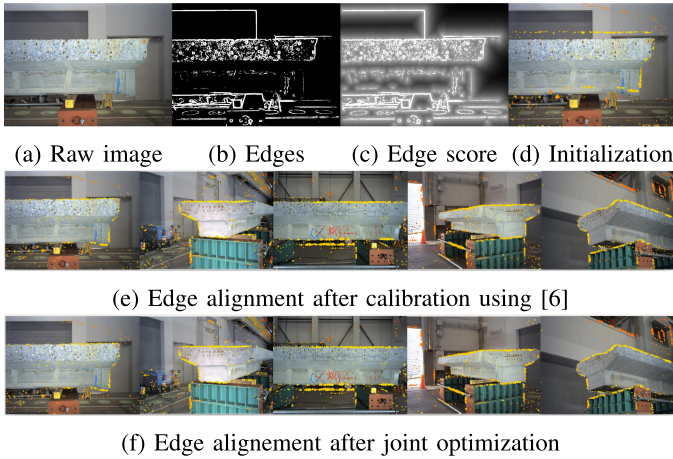 (a) Raw image (b) Edges (c) Edge score (d) Initialization
(e) Edge alignment after calibration using [6]
(f) Edge alignement after joint optimization